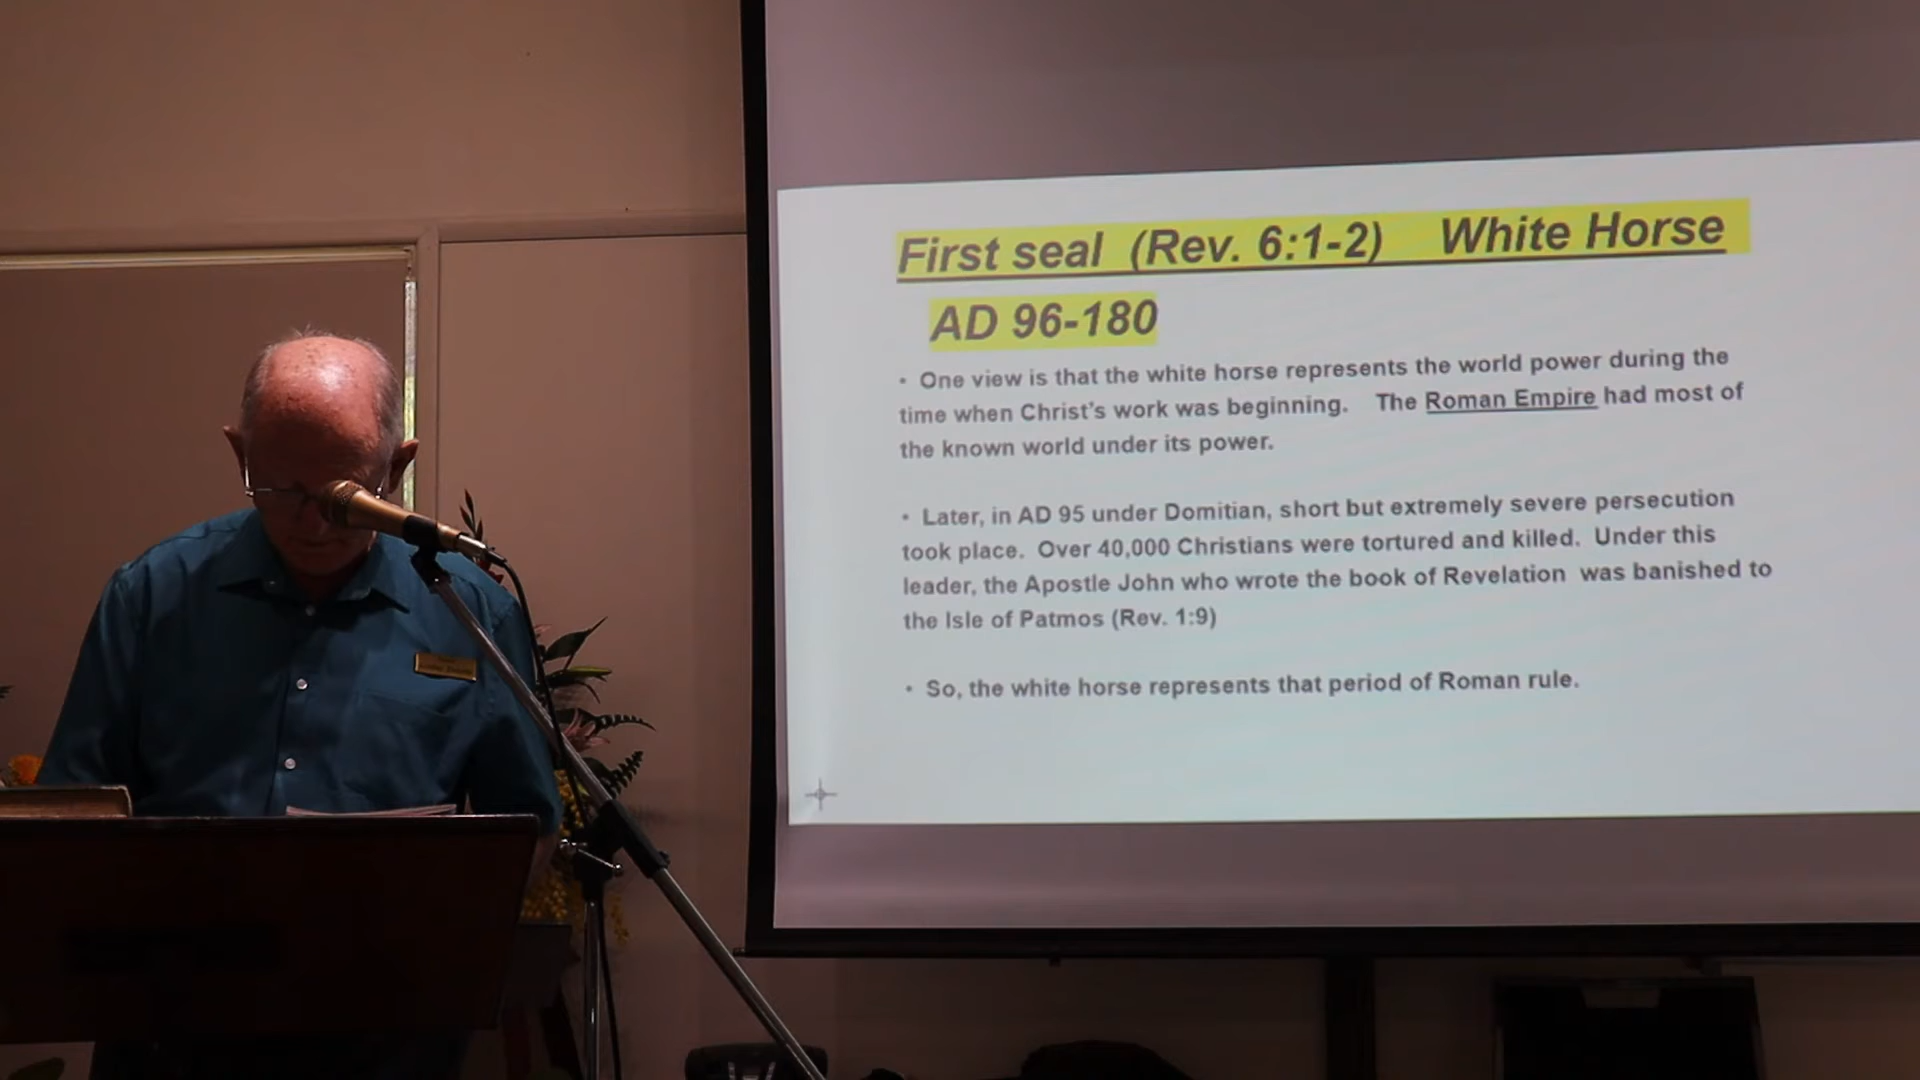 First seal (Rev. 6:1-2) White Horse
AD 96-180
• One view is that the white horse represents the world power during the
time when Christ's work was beginning. The Roman Empire had most of
the known world under its power.
• Later, in AD 95 under Domitian, short but extremely severe persecution
took place. Over 40,000 Christians were tortured and killed. Under this
leader, the Apostle John who wrote the book of Revelation was banished to
the Isle of Patmos (Rev. 1:9)
• So, the white horse represents that period of Roman rule.